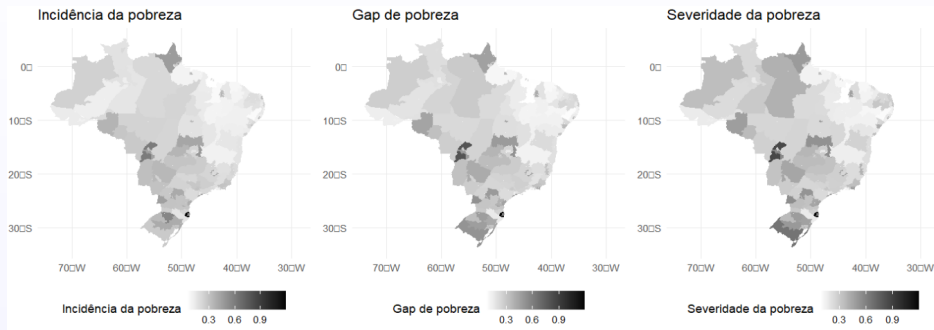 Incidência da pobreza
Gap de pobreza
Severidade da pobreza
0□
10□S
20□S
30□S
0□
10□S
20□S
30□S
0□
10□S
20□S
30□S
70□W 60□W 50□W 40□W 30□W
70□W 60□W 50□W 40□W 30□W
70□W 60□W 50□W 40□W 30□W
Incidência da pobreza
0.3 0.6 0.9
Gap de pobreza
0.3 0.6 0.9
Severidade da pobreza
0.3 0.6 0.9